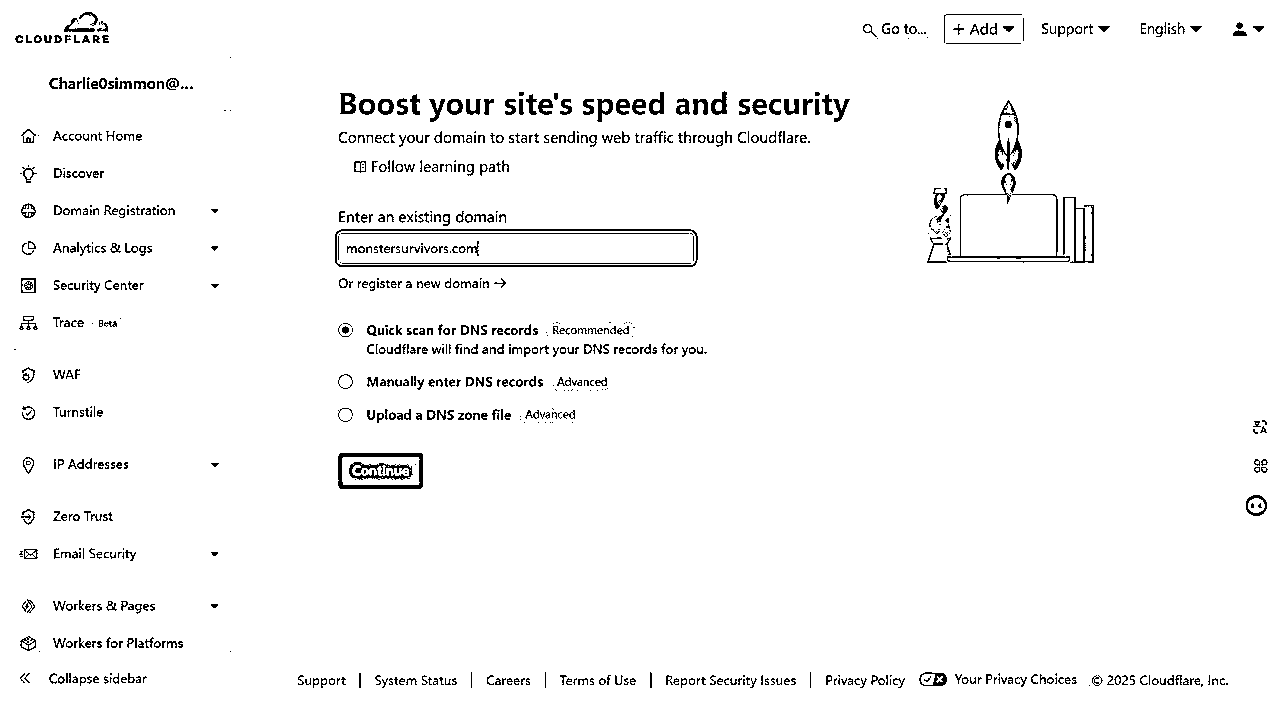 CLOUDFLARE
Go to...
+ Add
Support
English
Charlie0simmon@...
Account Home
Discover
Domain Registration
Analytics & Logs
Security Center
Trace Beta
WAF
Turnstile
IP Addresses
Zero Trust
Email Security
Workers & Pages
Workers for Platforms
Collapse sidebar
Boost your site's speed and security
Connect your domain to start sending web traffic through Cloudflare.
Follow learning path
Enter an existing domain
monstersurvivors.com
Or register a new domain →
Quick scan for DNS records Recommended
Cloudflare will find and import your DNS records for you.
Manually enter DNS records Advanced
Upload a DNS zone file Advanced
Continue
Support | System Status | Careers | Terms of Use | Report Security Issues | Privacy Policy Your Privacy Choices © 2025 Cloudflare, Inc.